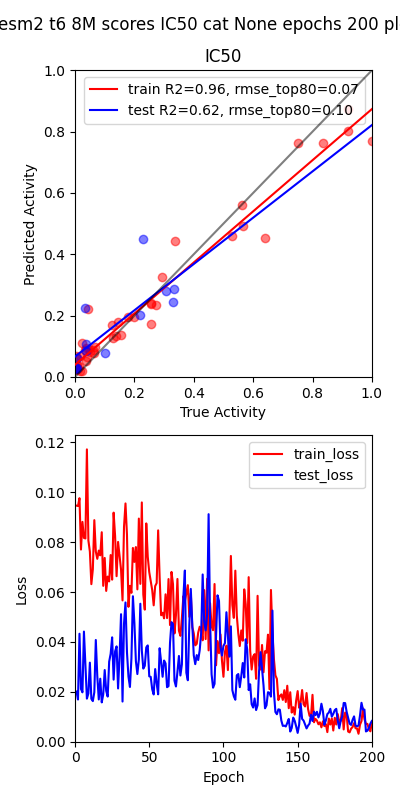 esm2 t6 8M scores IC50 cat None epochs 200 pl
IC50
1.0
train R2=0.96, rmse_top80=0.07
test R2=0.62, rmse_top80=0.10
0.8
0.6
0.4
0.2
0.0
Predicted Activity
0.0 0.2 0.4 0.6 0.8 1.0
True Activity
0.12
train_loss
test_loss
0.10
0.08
0.06
0.04
0.02
0.00
Loss
0 50 100 150 200
Epoch